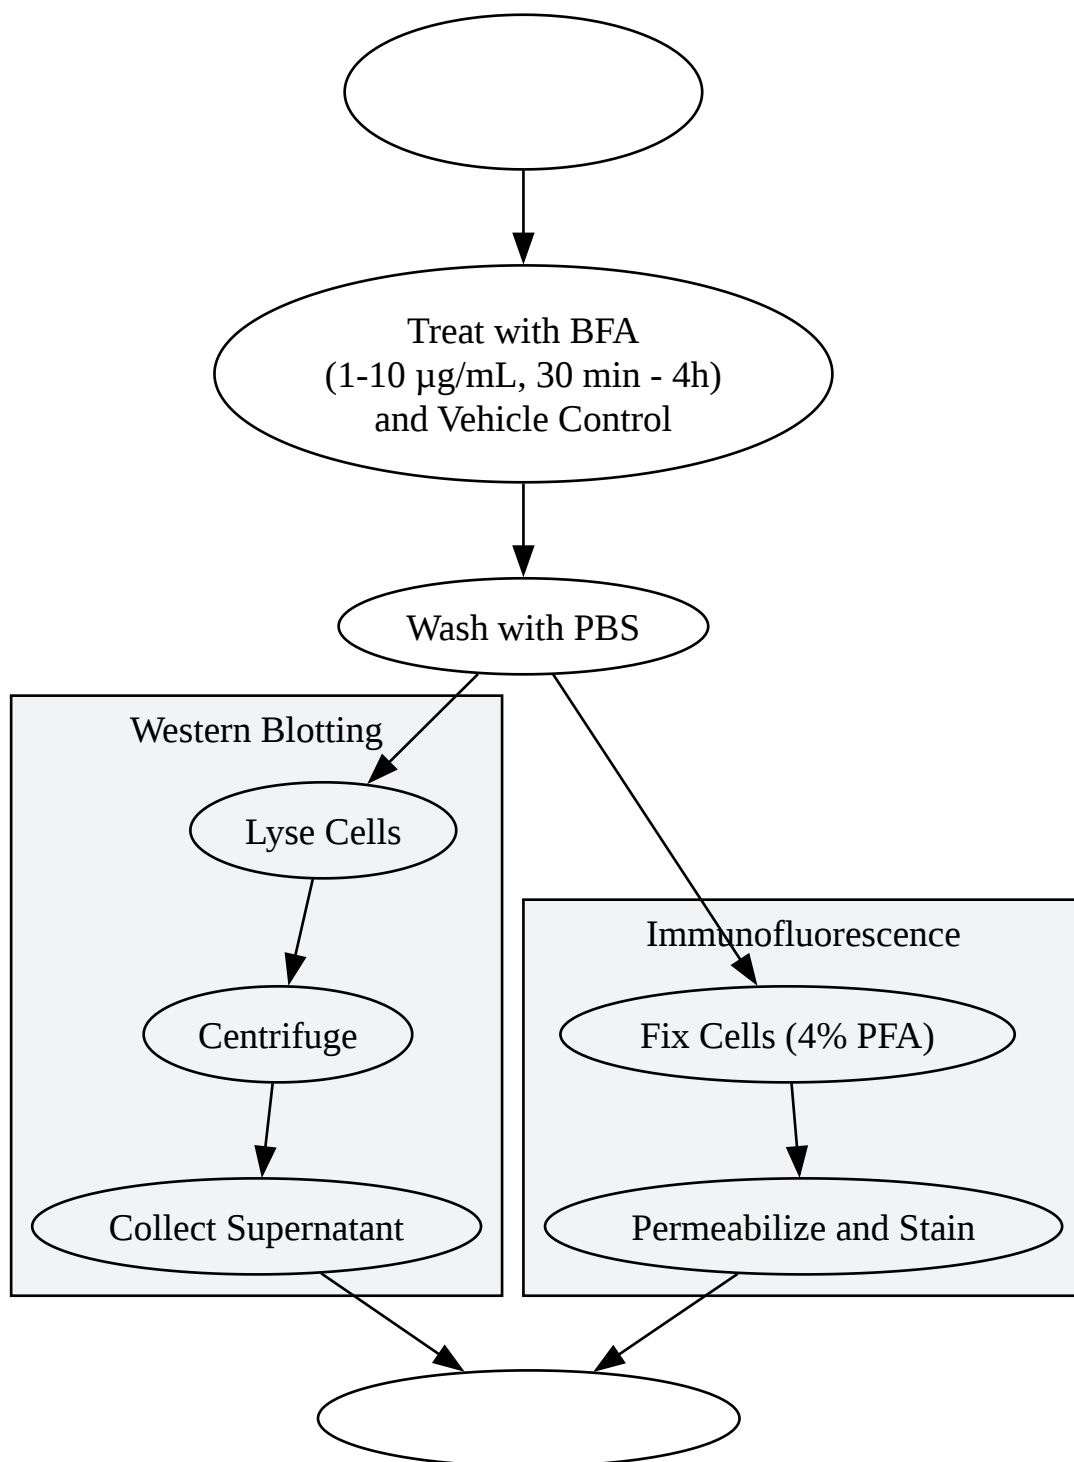 Treat with BFA
(1-10 µg/mL, 30 min - 4h)
and Vehicle Control
Wash with PBS
Western Blotting
Lyse Cells
Centrifuge
Collect Supernatant
Immunofluorescence
Fix Cells (4% PFA)
Permeabilize and Stain